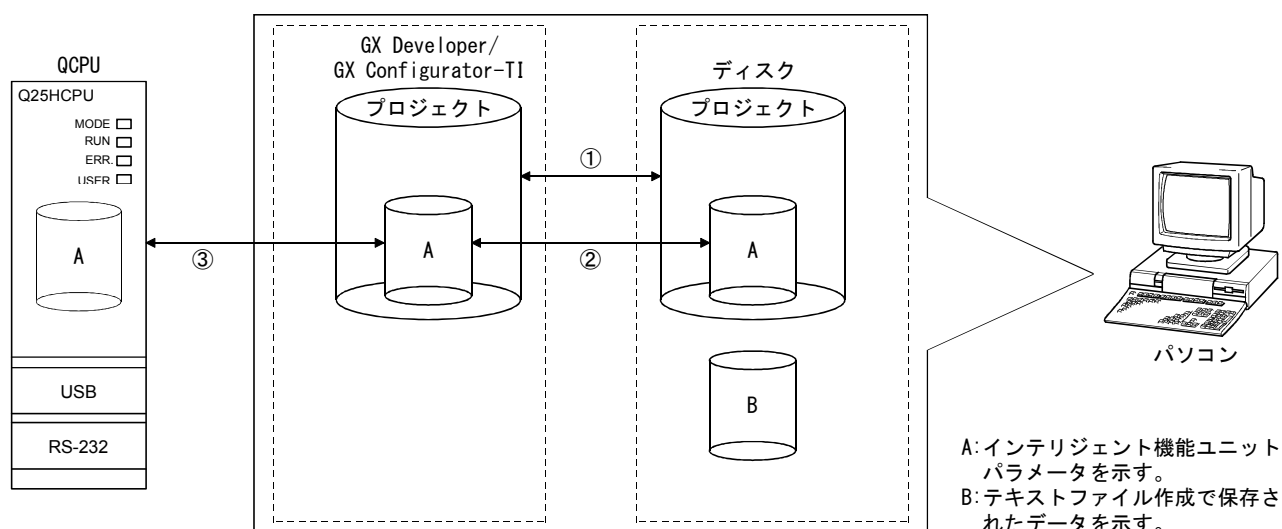 QCPU
Q25HCPU
MODE
RUN
ERR.
USER
A
USB
RS-232
③
GX Developer/
GX Configurator-TI
プロジェクト
A
①
②
ディスク
プロジェクト
A
B
パソコン
A:インテリジェント機能ユニット
パラメータを示す。
B:テキストファイル作成で保存さ
れたデータを示す。